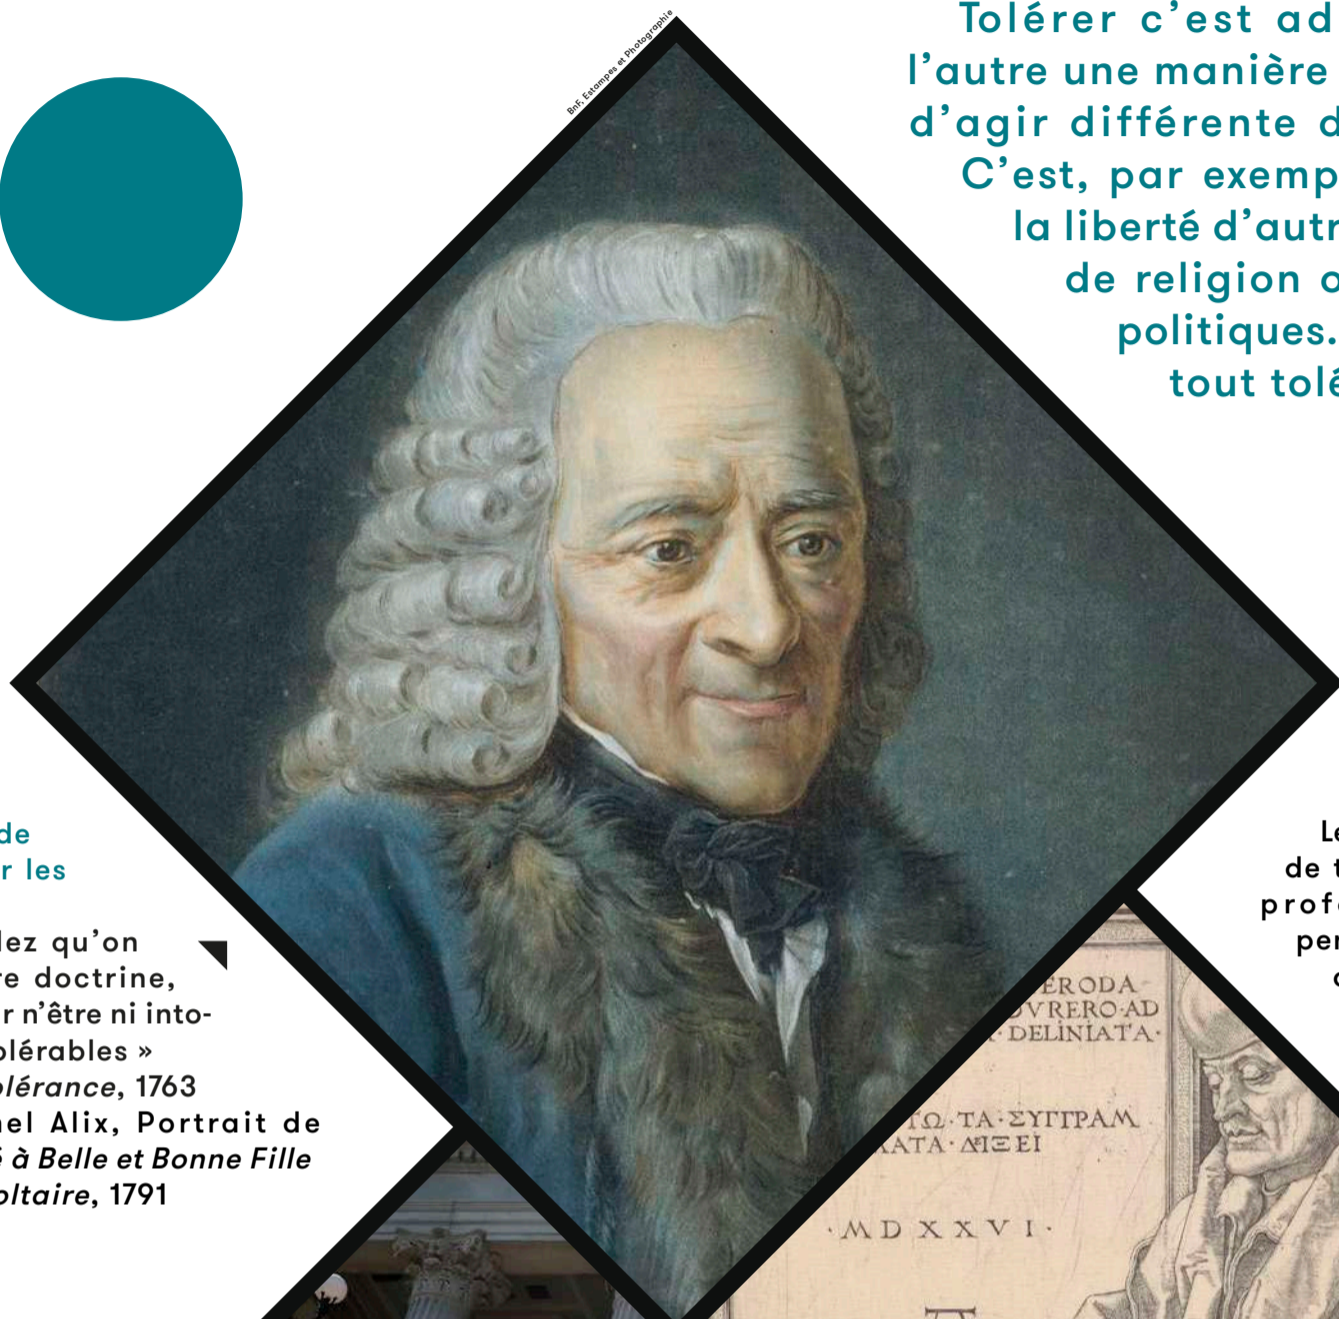 BnF, Estampes et Photographie
Tolérer c’est ad
l’autre une manière
d’agir différente d
C’est, par exemp
la liberté d’autr
de religion o
politiques.
tout tolé
de
r les
lez qu’on
re doctrine,
r n’être ni into-
olérables »
olérance, 1763
el Alix, Portrait de
à Belle et Bonne Fille
oltaire, 1791
Le
de t
profe
per
ERODA
VRERO·AD
·DELINIATA·
ΤΩ·ΤΑ·ΣΥΓΓΡΑΜ
ΜΑΤΑ·ΔΙΞΕΙ
·MDXXVI·